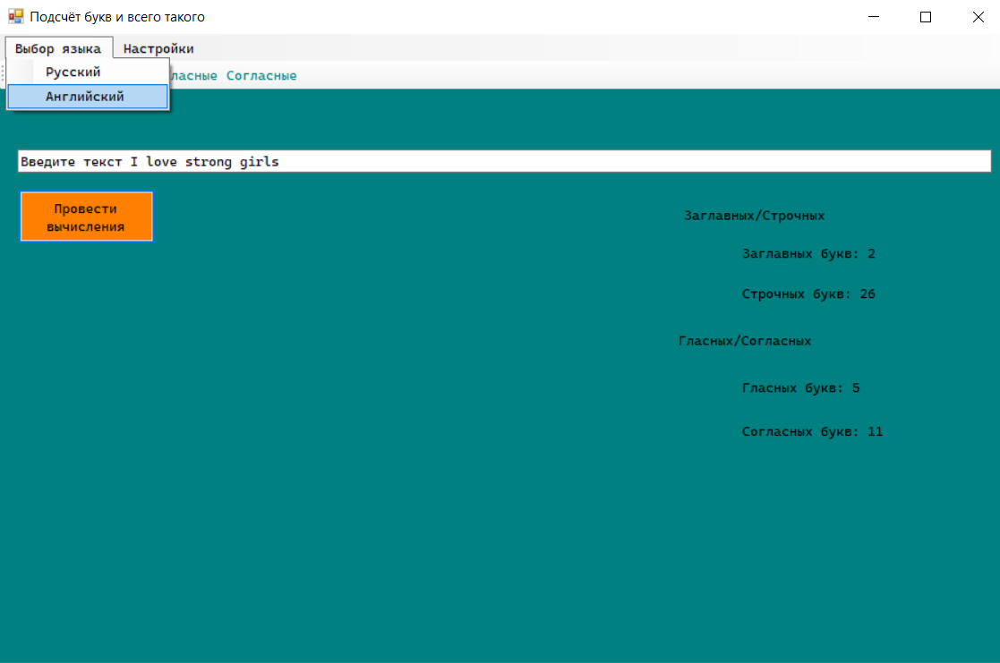 Подсчёт букв и всего такого
Выбор языка Настройки
Русский
Английский
Согласные
Введите текст I love strong girls
Провести
вычисления
Заглавных/Строчных
Заглавных букв: 2
Строчных букв: 26
Гласных/Согласных
Гласных букв: 5
Согласных букв: 11